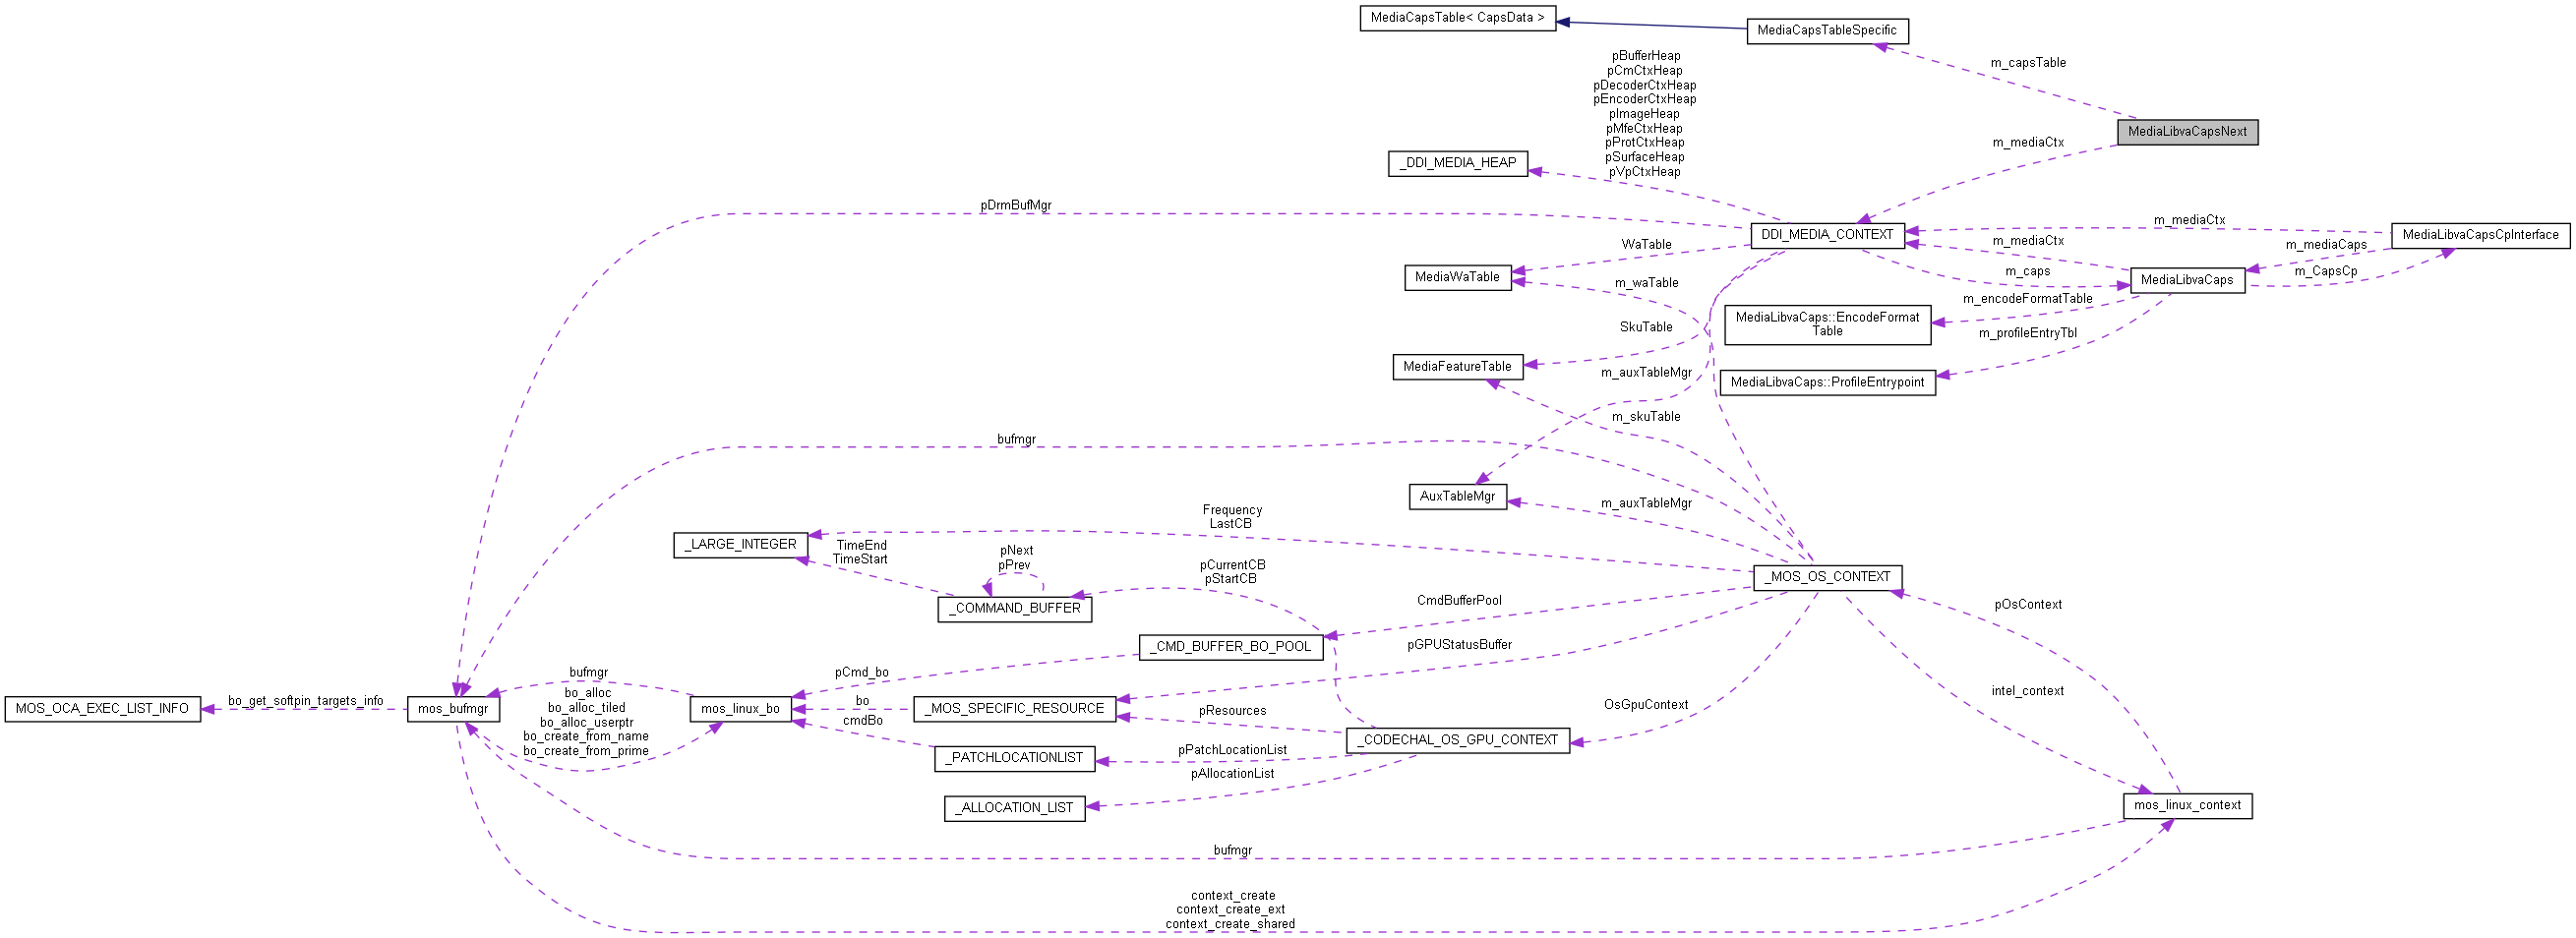 MediaCapsTable< CapsData >
MediaCapsTableSpecific
m_capsTable
MediaLibvaCapsNext
pBufferHeap
pCmCtxHeap
pDecoderCtxHeap
pEncoderCtxHeap
pImageHeap
pMfeCtxHeap
pProtCtxHeap
pSurfaceHeap
pVpCtxHeap
_DDI_MEDIA_HEAP
m_mediaCtx
pDrmBufMgr
DDI_MEDIA_CONTEXT
m_mediaCtx
MediaLibvaCapsCpInterface
WaTable
m_mediaCtx
m_mediaCaps
MediaWaTable
m_waTable
m_caps
MediaLibvaCaps
m_CapsCp
m_encodeFormatTable
MediaLibvaCaps::EncodeFormat
Table
SkuTable
m_profileEntryTbl
MediaFeatureTable
m_auxTableMgr
MediaLibvaCaps::ProfileEntrypoint
m_skuTable
bufmgr
AuxTableMgr
m_auxTableMgr
Frequency
LastCB
_LARGE_INTEGER
TimeEnd
TimeStart
pNext
pPrev
pCurrentCB
pStartCB
_MOS_OS_CONTEXT
_COMMAND_BUFFER
CmdBufferPool
pOsContext
_CMD_BUFFER_BO_POOL
pGPUStatusBuffer
bufmgr
pCmd_bo
intel_context
MOS_OCA_EXEC_LIST_INFO
bo_get_softpin_targets_info
mos_bufmgr
bo_alloc
bo_alloc_tiled
bo_alloc_userptr
bo_create_from_name
bo_create_from_prime
mos_linux_bo
bo
cmdBo
_MOS_SPECIFIC_RESOURCE
pResources
OsGpuContext
_CODECHAL_OS_GPU_CONTEXT
_PATCHLOCATIONLIST
pPatchLocationList
pAllocationList
_ALLOCATION_LIST
mos_linux_context
bufmgr
context_create
context_create_ext
context_create_shared